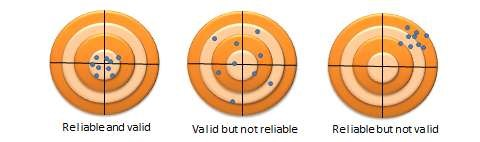 Reliable and valid
Valid but not reliable
Reliable but not valid